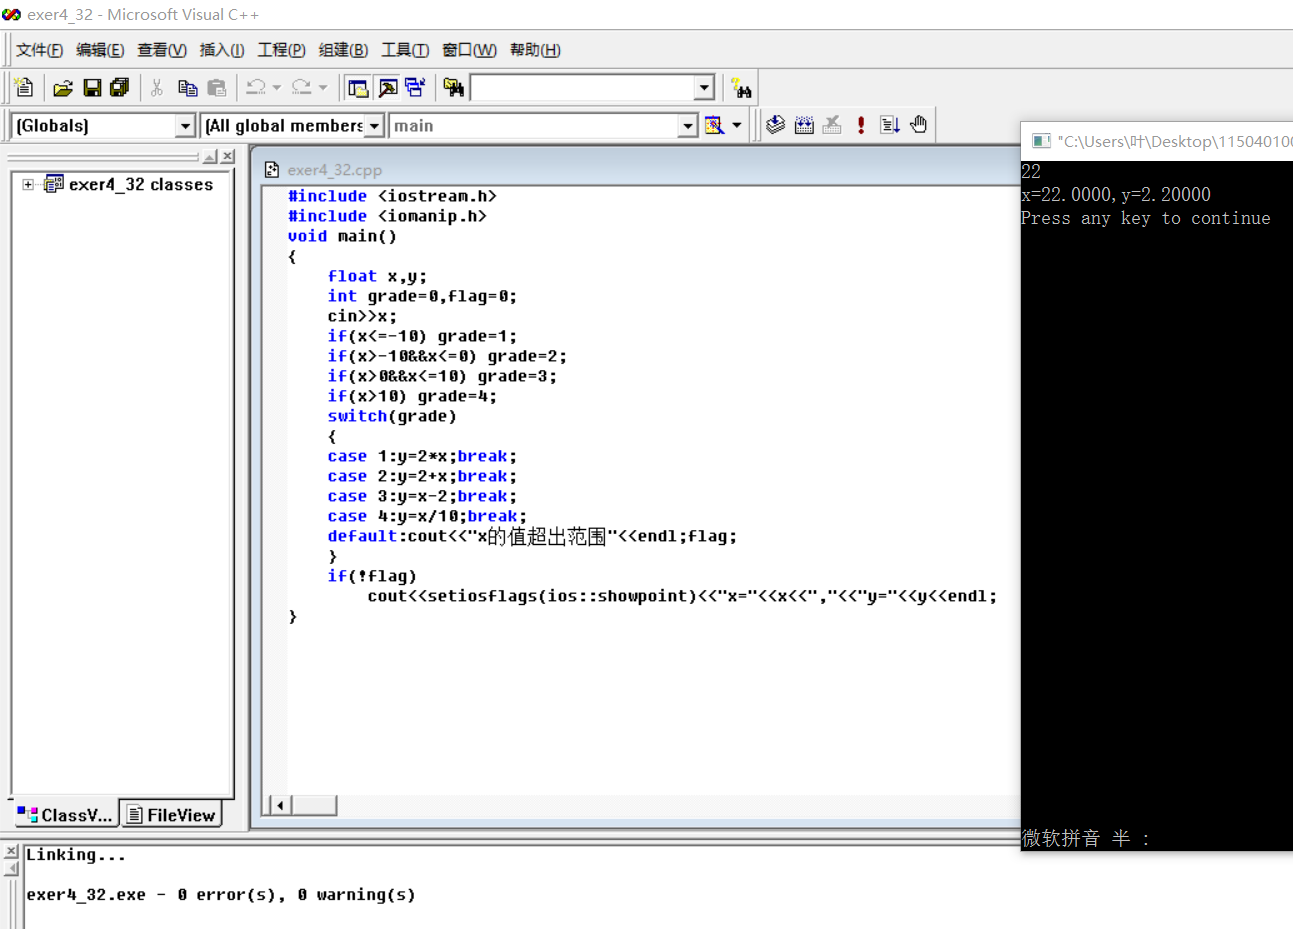 exer4_32 - Microsoft Visual C++
文件(F) 编辑(E) 查看(V) 插入(I) 工程(P) 组建(B) 工具(T) 窗口(W) 帮助(H)
(Globals) (All global members main
exer4_32 classes
ClassV... FileView
exer4_32.cpp
#include <iostream.h>
#include <iomanip.h>
void main()
{
float x,y;
int grade=0,flag=0;
cin>>x;
if(x<=-10) grade=1;
if(x>-10&&x<=0) grade=2;
if(x>0&&x<=10) grade=3;
if(x>10) grade=4;
switch(grade)
{
case 1:y=2*x;break;
case 2:y=2+x;break;
case 3:y=x-2;break;
case 4:y=x/10;break;
default:cout<<"x的值超出范围"<<endl;flag;
}
if(!flag)
cout<<setiosflags(ios::showpoint)<<"x="<<x<<","<<"y="<<y<<endl;
}
"C:\Users\叶\Desktop\115040100
22
x=22.0000,y=2.20000
Press any key to continue
微软拼音 半 :
Linking...
exer4_32.exe - 0 error(s), 0 warning(s)